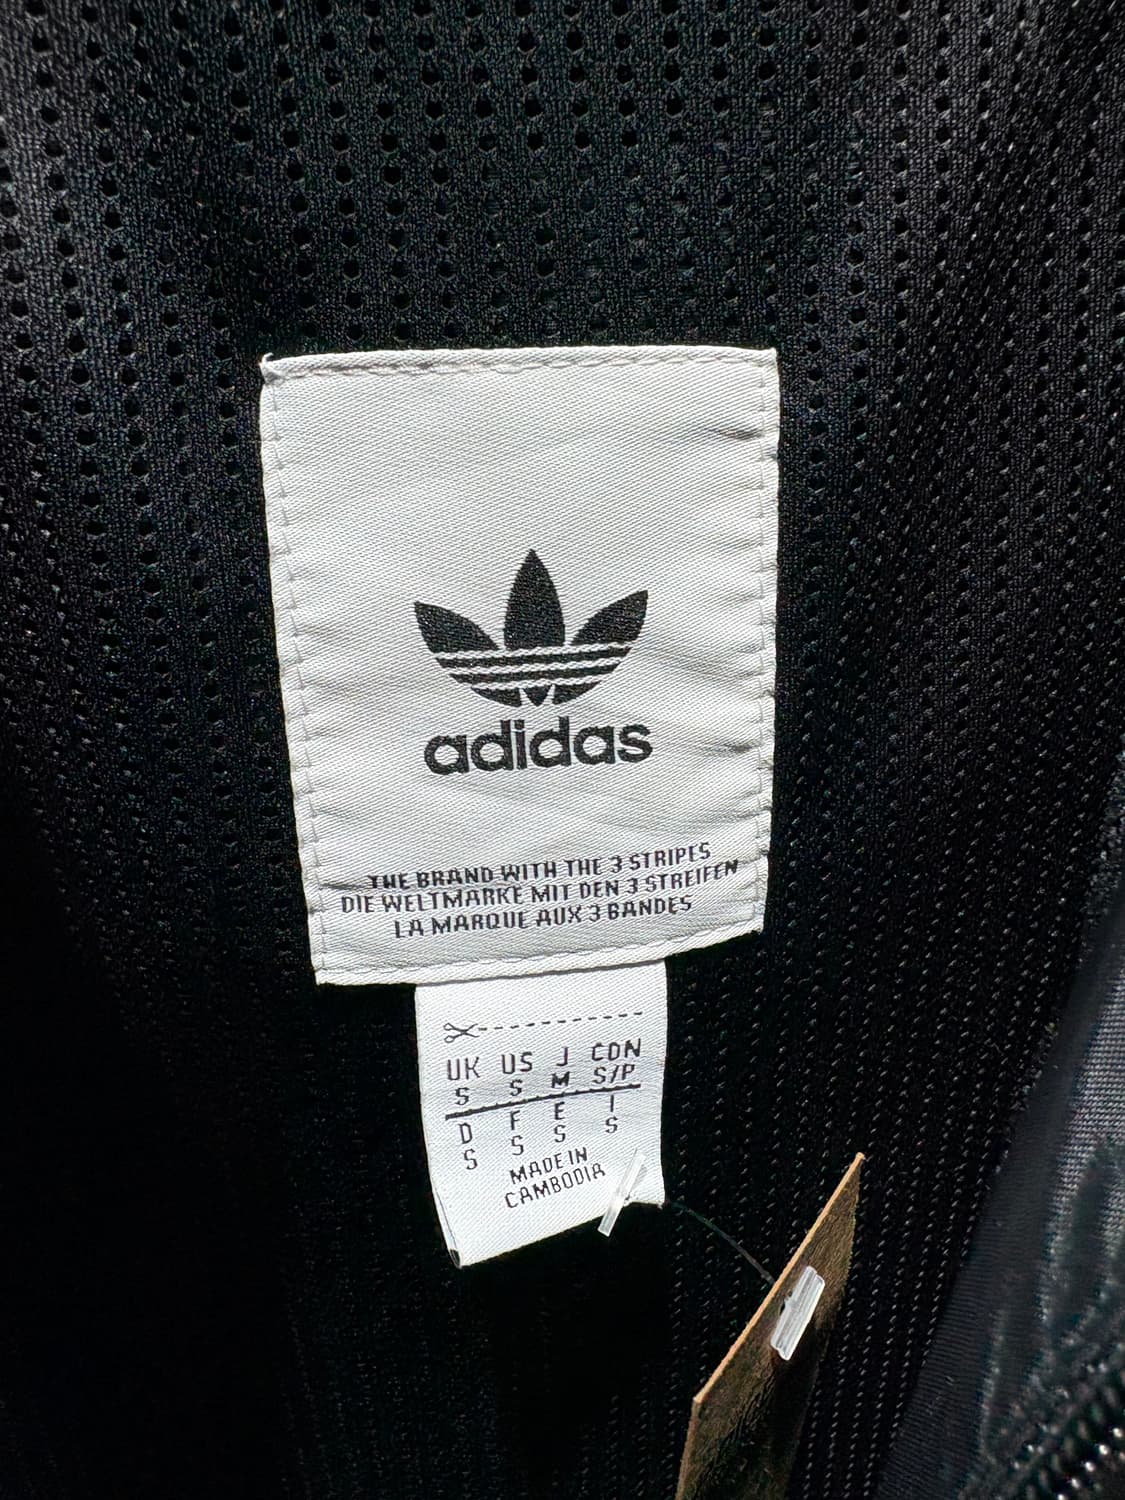 adidas
THE BRAND WITH THE 3 STRIPES
DIE WELTMARKE MIT DEN 3 STREIFEN
LA MARQUE AUX 3 BANDES
UK US J CDN
S S M S/P
D F E I
S S S S
MADE IN
CAMBODIA